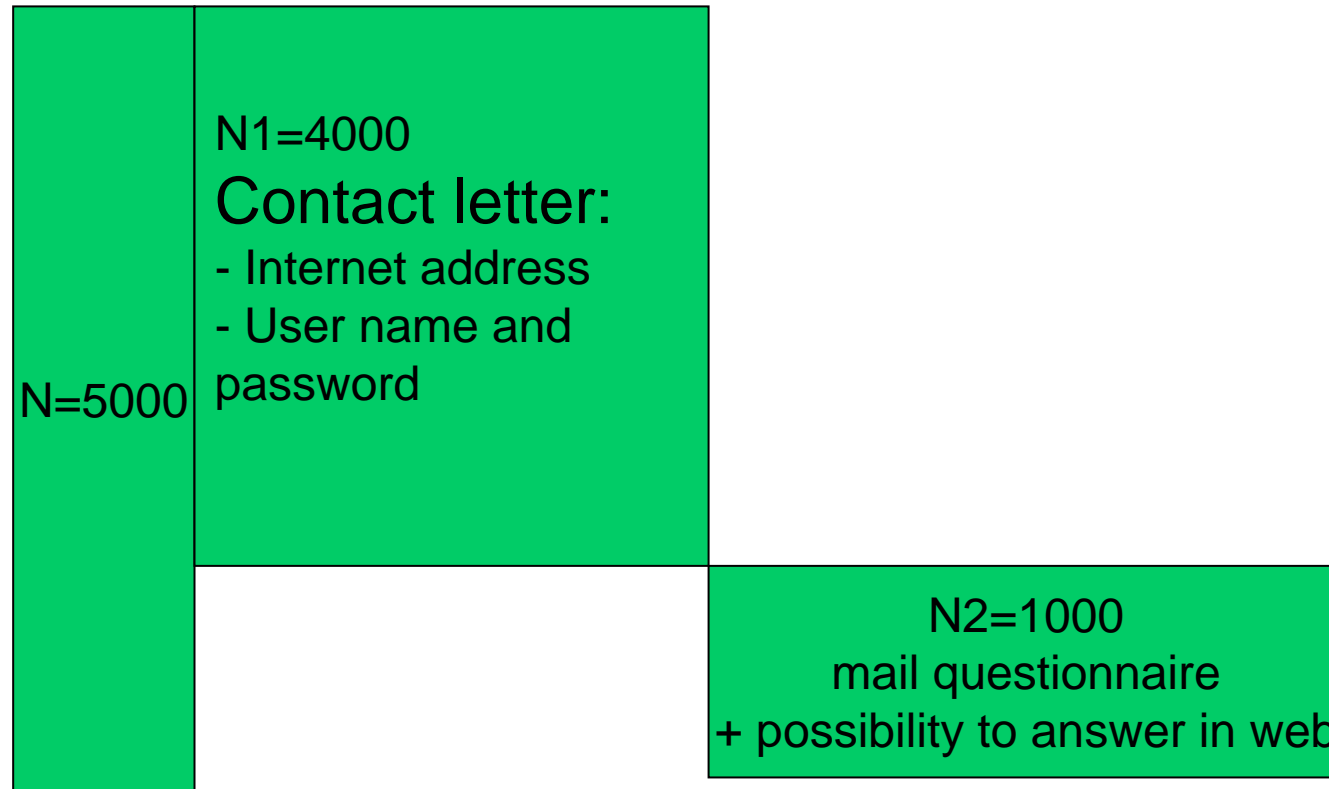 N=5000
N1=4000
Contact letter:
- Internet address
- User name and
password
N2=1000
mail questionnaire
+ possibility to answer in web